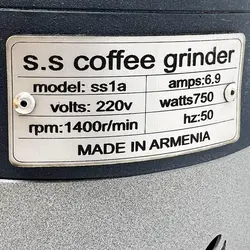 s.s coffee grinder
model: ss1a amps:6.9
volts: 220v watts750
rpm:1400r/min hz:50
MADE IN ARMENIA